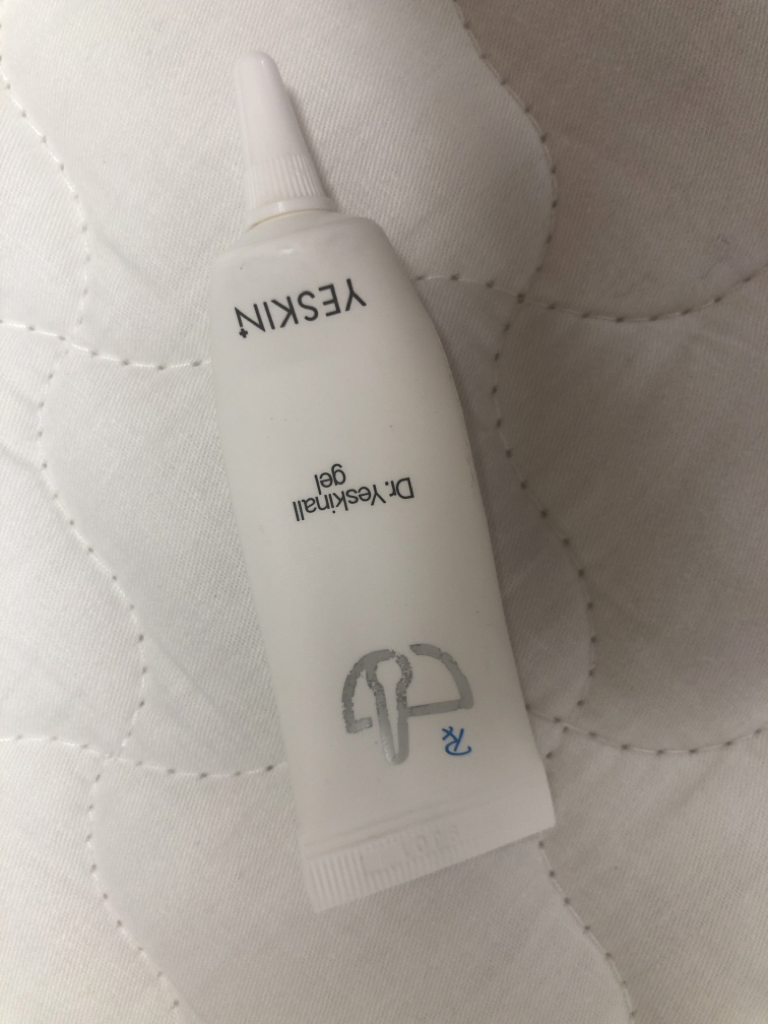 YESKIN+
Dr.Yeskinall
gel
Rx